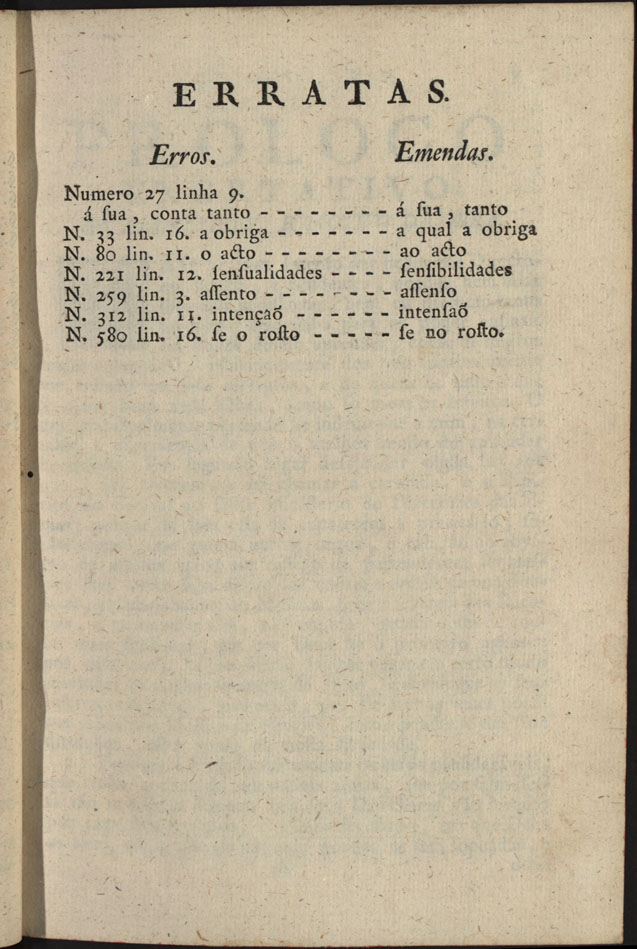 ERRATAS.
Erros. Emendas.
Numero 27 linha 9.
á ſua, conta tanto - - - - - - - - á ſua, tanto
N. 33 lin. 16. a obriga - - - - - - - a qual a obriga
N. 80 lin. 11. o acto - - - - - - - - ao acto
N. 221 lin. 12. ſenſualidades - - - - ſenſibilidades
N. 259 lin. 3. aſſento - - - - - - - - aſſenſo
N. 312 lin. 11. intençaõ - - - - - - intenſaõ
N. 580 lin. 16. ſe o roſto - - - - - ſe no roſto.